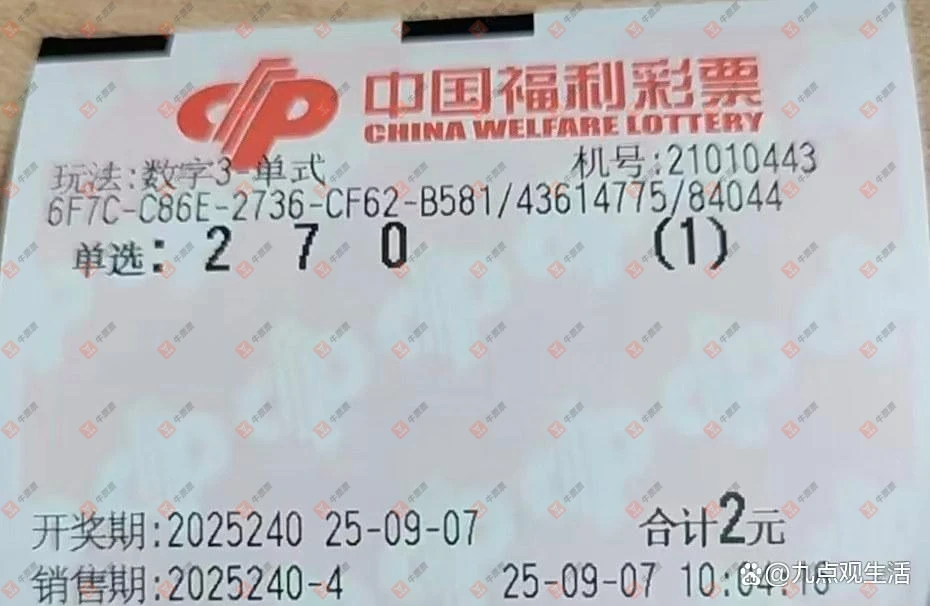 中国福利彩票
CHINA WELFARE LOTTERY
玩法:数字3-单式 机号:21010443
6F7C-C86E-2736-CF62-B581/43614775/84044
单选: 2 7 0 (1)
开奖期:2025240 25-09-07 合计2元
销售期:2025240-4 25-09-07 10:04:
@九点观生活